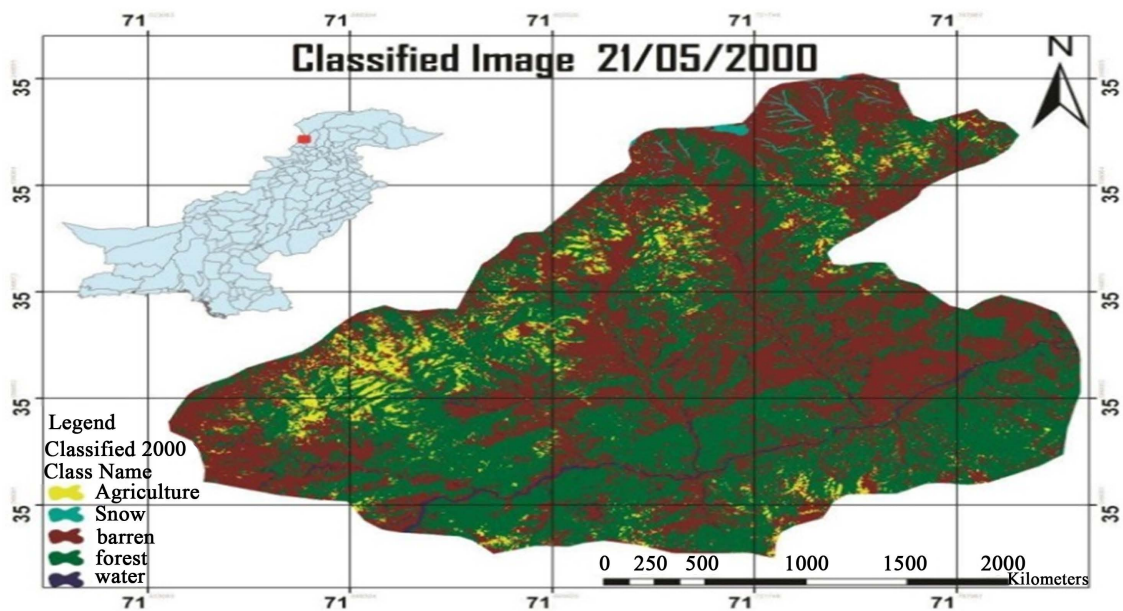 71 71 71 71 71
Classified Image 21/05/2000
N
35 35
35 35
35 35
35 35
35 35
Legend
Classified 2000
Class Name
Agriculture
Snow
barren
forest
water
0 250 500 1000 1500 2000
Kilometers
71 71 71 71 71